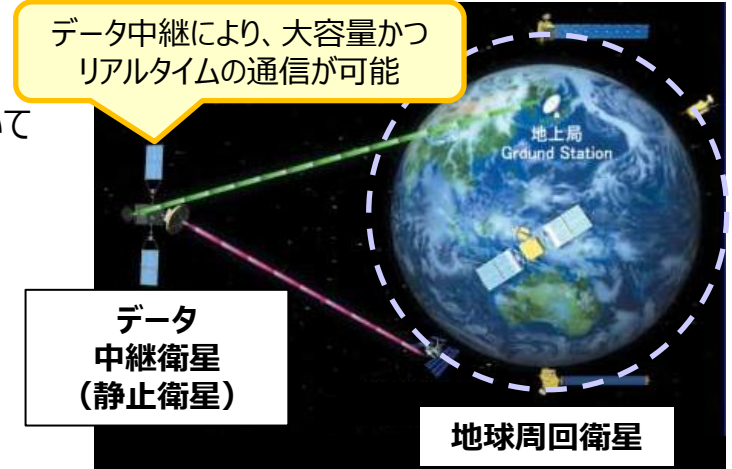 データ中継により、大容量かつ
リアルタイムの通信が可能
いて
地上局
Ground Station
データ
中継衛星
（静止衛星）
地球周回衛星